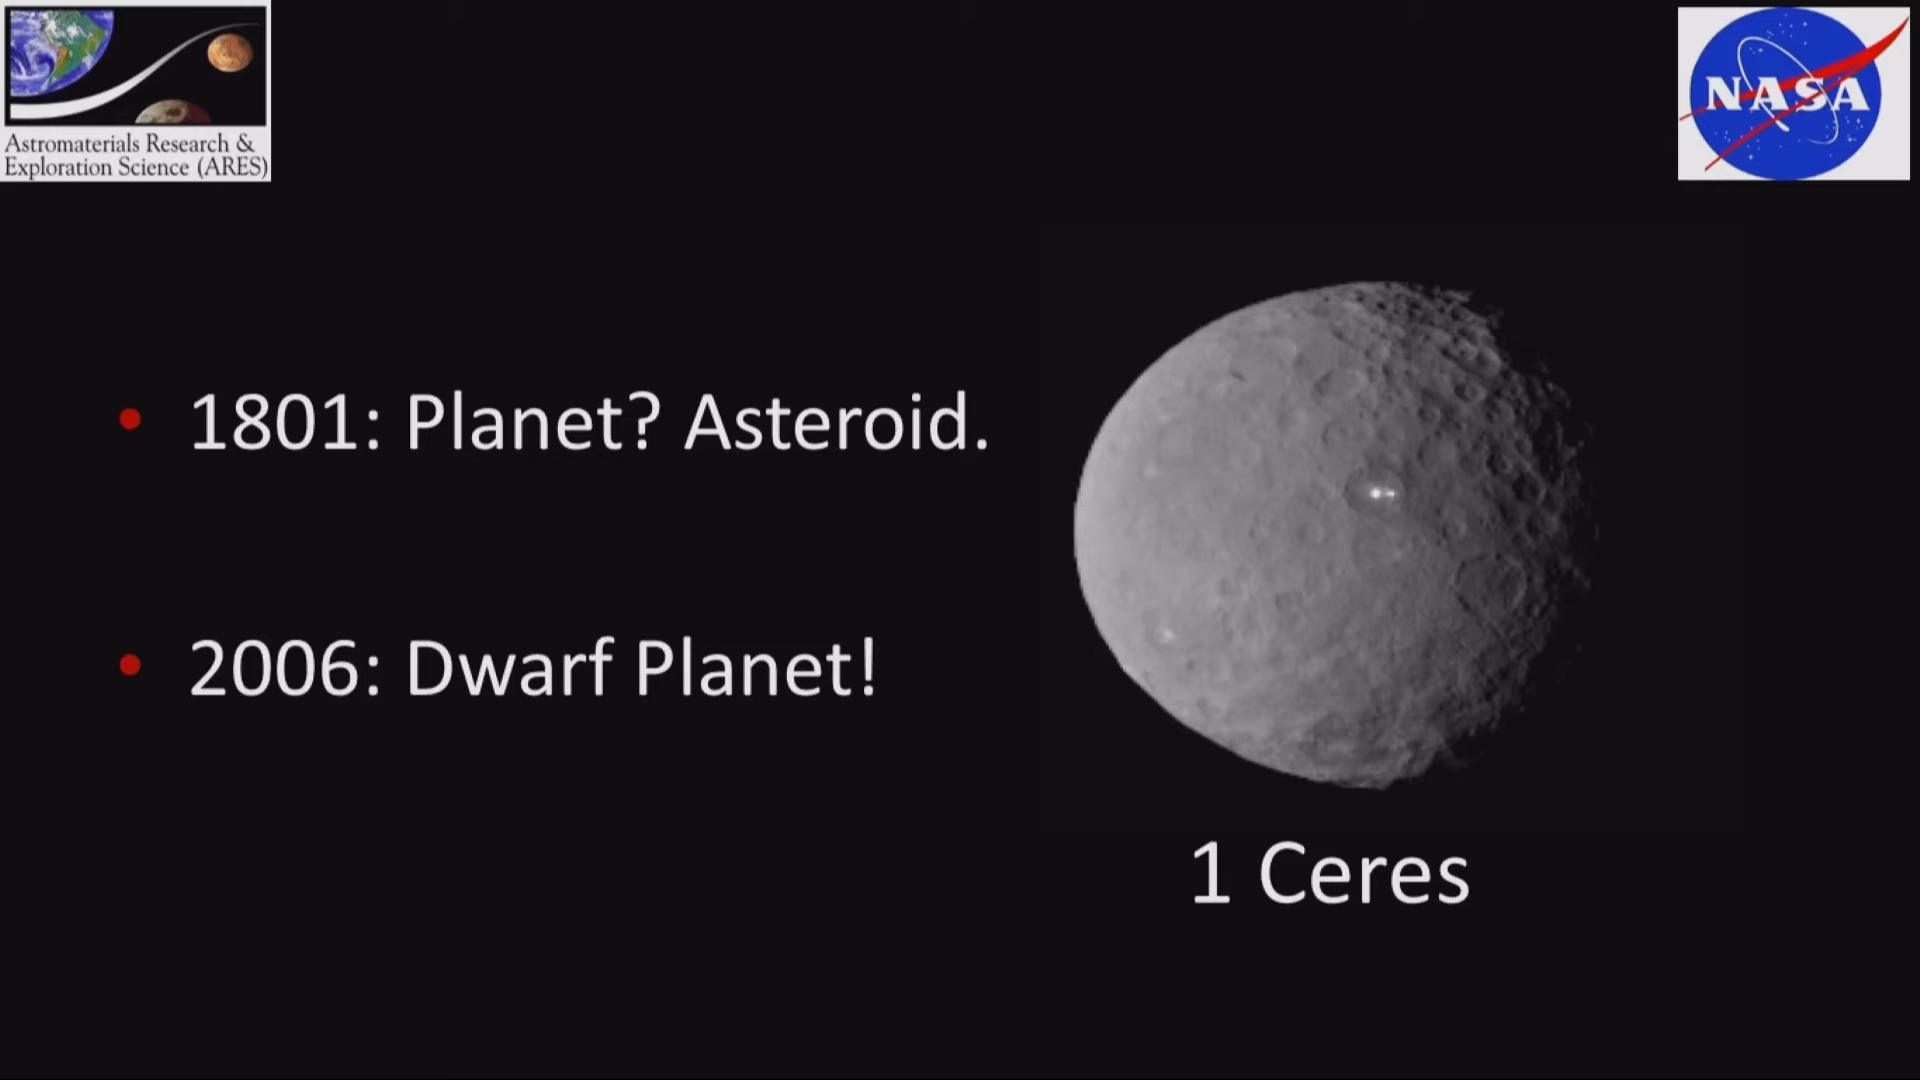 Astromaterials Research &
Exploration Science (ARES)
NASA
• 1801: Planet? Asteroid.
• 2006: Dwarf Planet!
1 Ceres